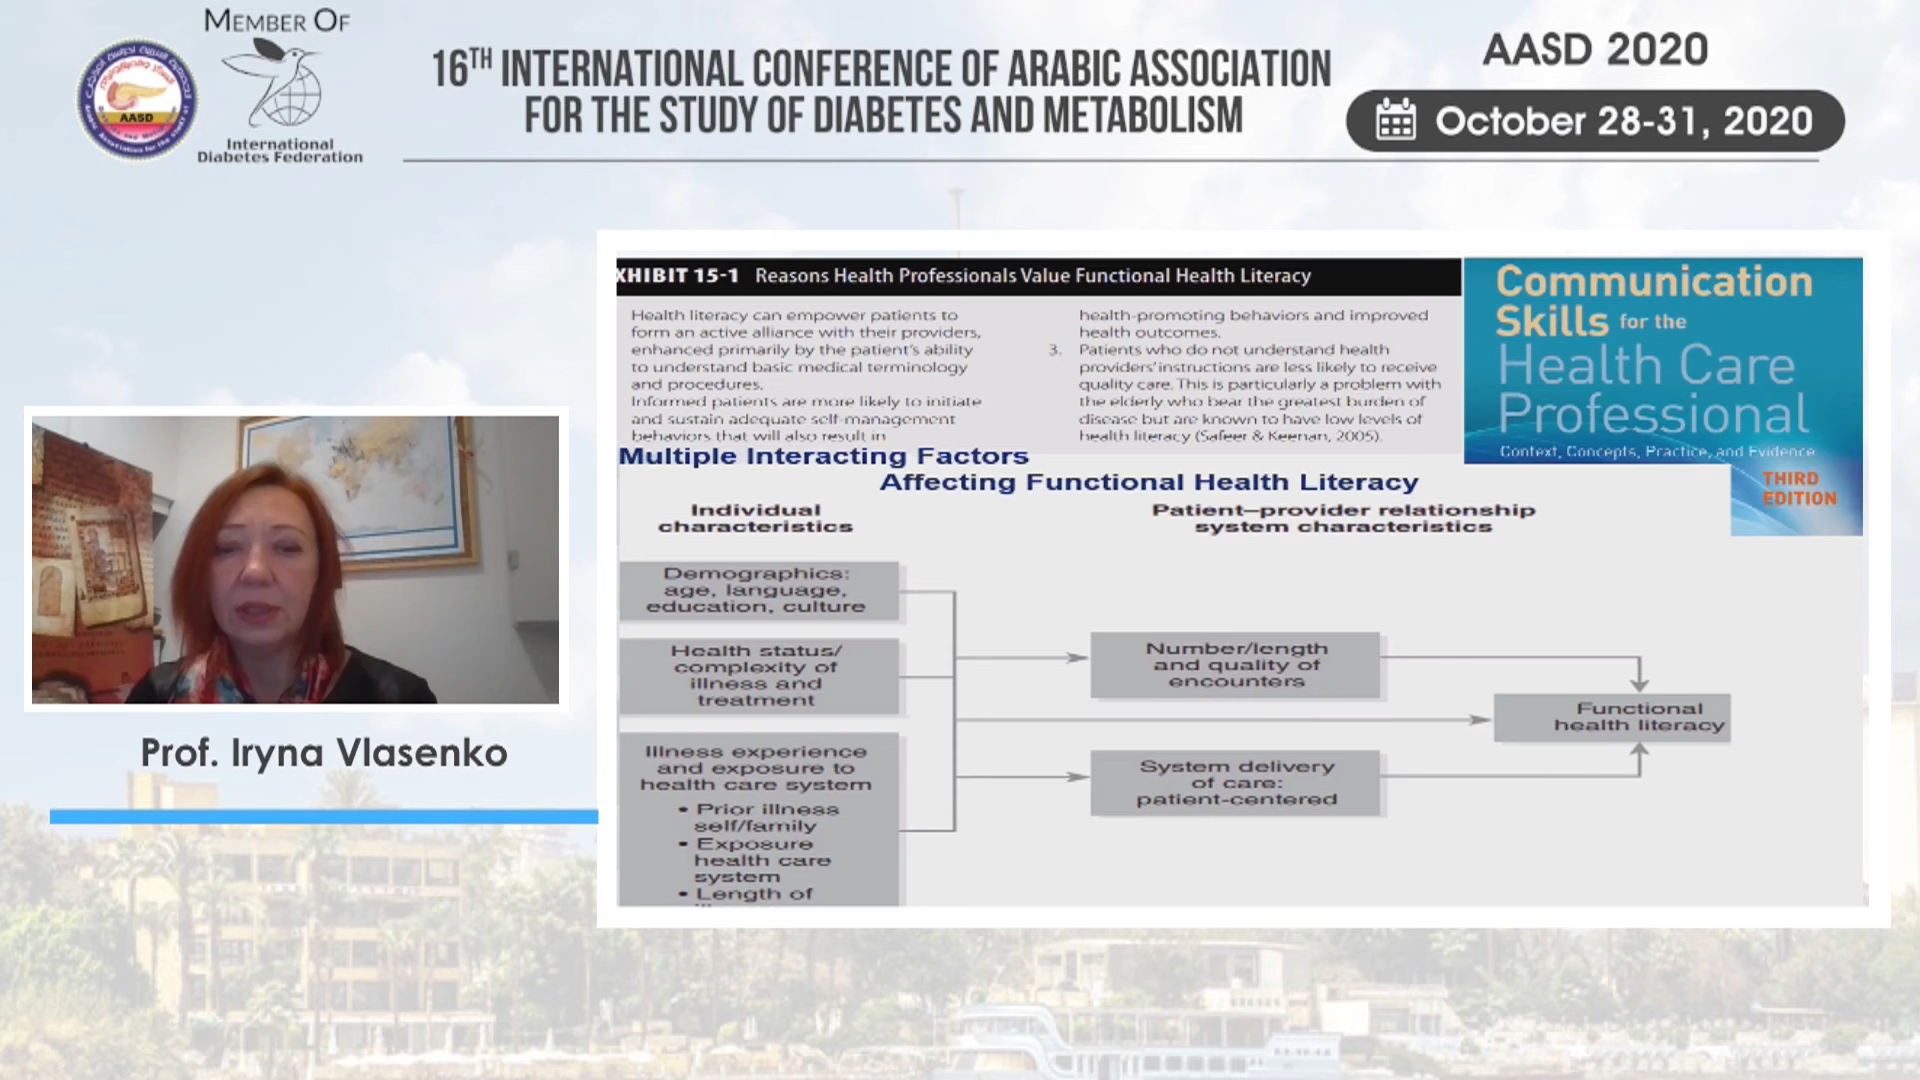 MEMBER OF
AASD
International
Diabetes Federation
16TH INTERNATIONAL CONFERENCE OF ARABIC ASSOCIATION
FOR THE STUDY OF DIABETES AND METABOLISM
AASD 2020
October 28-31, 2020
XHIBIT 15-1 Reasons Health Professionals Value Functional Health Literacy
Health literacy can empower patients to
form an active alliance with their providers,
enhanced primarily by the patient's ability
to understand basic medical terminology
and procedures.
Informed patients are more likely to initiate
and sustain adequate self-management
behaviors that will also result in
health-promoting behaviors and improved
health outcomes.
3. Patients who do not understand health
providers' instructions are less likely to receive
quality care. This is particularly a problem with
the elderly who bear the greatest burden of
disease but are known to have low levels of
health literacy (Safeer & Keenan, 2005).
Communication
Skills for the
Health Care
Professional
Context, Concepts, Practice, and Evidence
THIRD
EDITION
Multiple Interacting Factors
Affecting Functional Health Literacy
Individual
characteristics
Patient–provider relationship
system characteristics
Demographics:
age, language,
education, culture
Health status/
complexity of
illness and
treatment
Illness experience
and exposure to
health care system
• Prior illness
self/family
• Exposure
health care
system
• Length of
Number/length
and quality of
encounters
System delivery
of care:
patient-centered
Functional
health literacy
Prof. Iryna Vlasenko